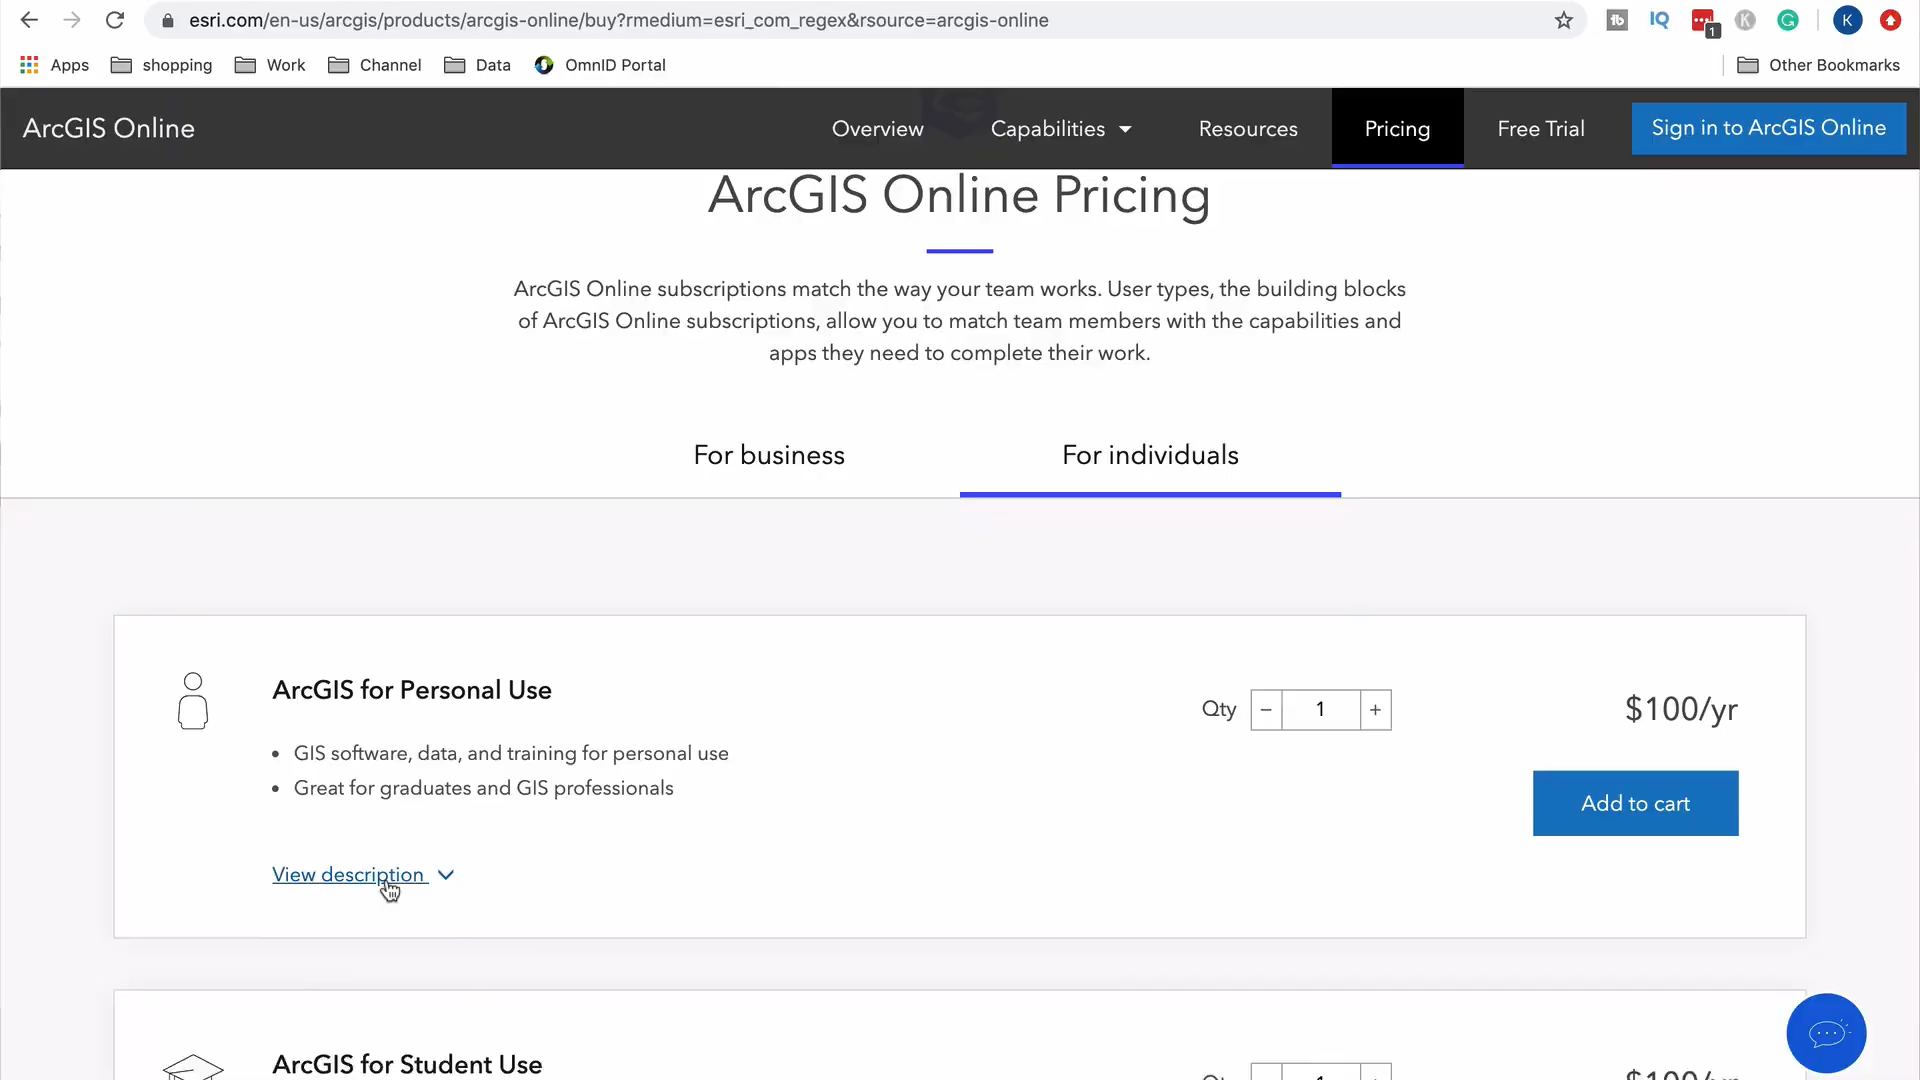 esri.com/en-us/arcgis/products/arcgis-online/buy?rmedium=esri_com_regex&rsource=arcgis-online
tb IQ 1 K G K
Apps shopping Work Channel Data OmnID Portal Other Bookmarks
ArcGIS Online Overview Capabilities Resources Pricing Free Trial Sign in to ArcGIS Online
ArcGIS Online Pricing
ArcGIS Online subscriptions match the way your team works. User types, the building blocks
of ArcGIS Online subscriptions, allow you to match team members with the capabilities and
apps they need to complete their work.
For business For individuals
ArcGIS for Personal Use
Qty − 1 + $100/yr
• GIS software, data, and training for personal use
• Great for graduates and GIS professionals
Add to cart
View description
ArcGIS for Student Use